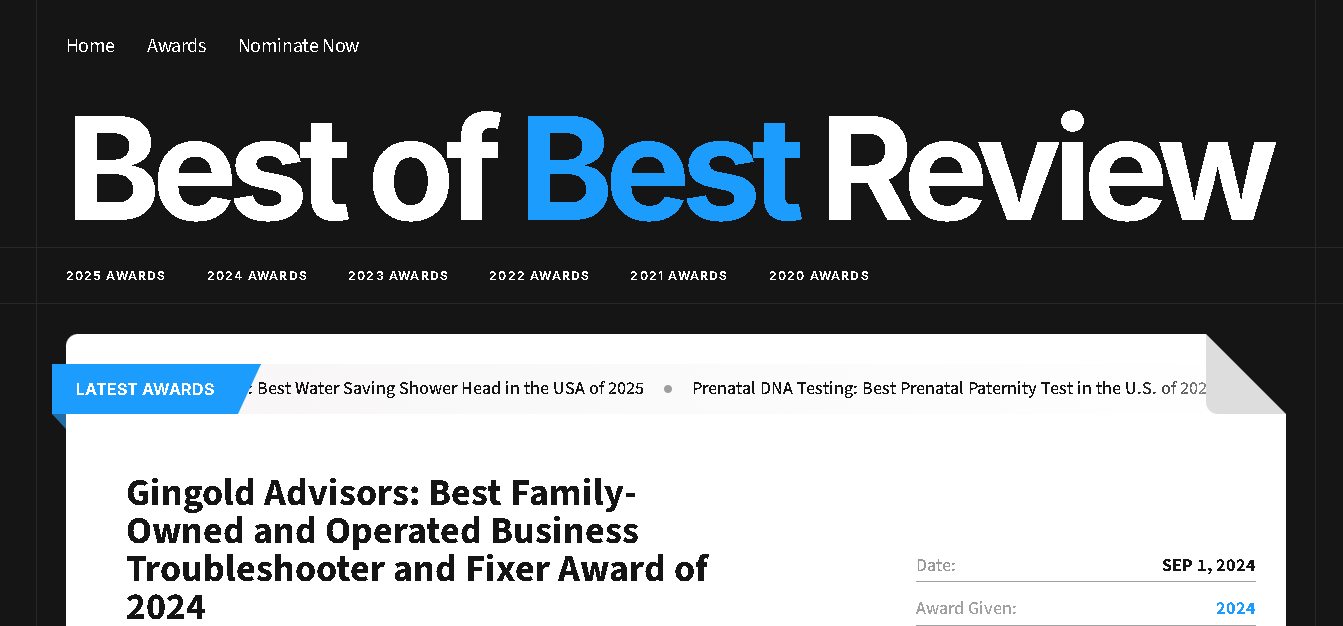 Home Awards Nominate Now
Best of Best Review
2025 AWARDS 2024 AWARDS 2023 AWARDS 2022 AWARDS 2021 AWARDS 2020 AWARDS
LATEST AWARDS : Best Water Saving Shower Head in the USA of 2025 • Prenatal DNA Testing: Best Prenatal Paternity Test in the U.S. of 202
Gingold Advisors: Best Family-
Owned and Operated Business
Troubleshooter and Fixer Award of
2024
Date: SEP 1, 2024
Award Given: 2024